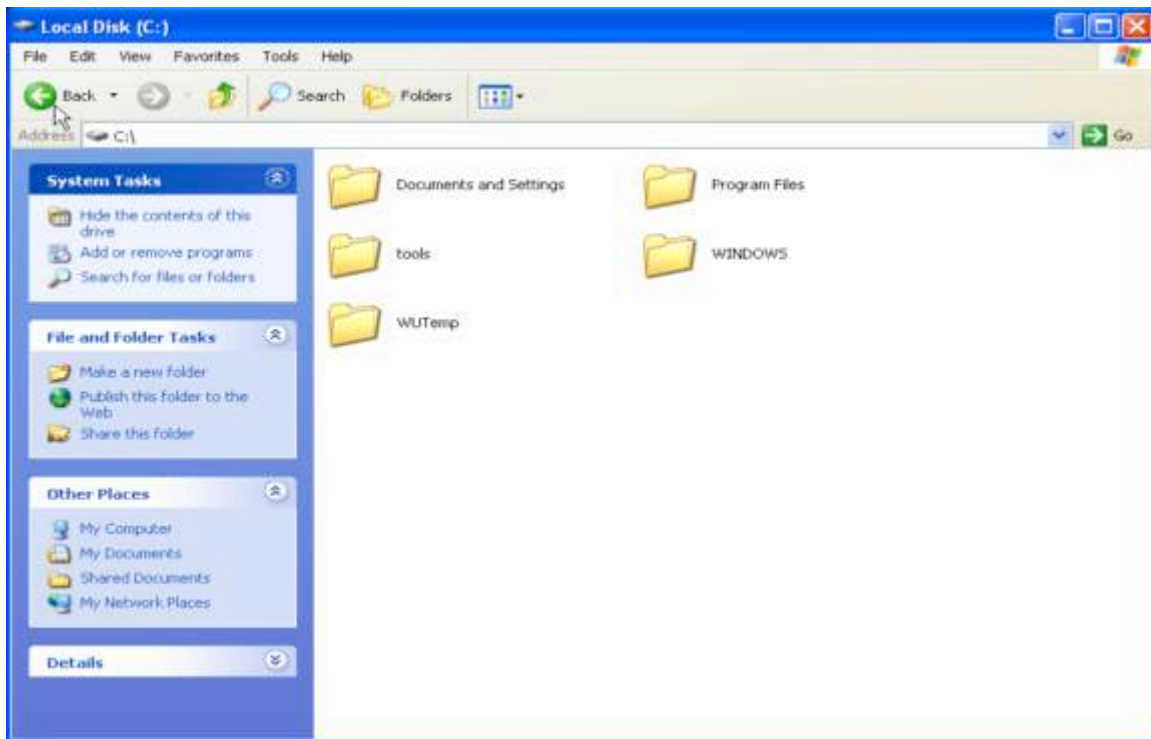 Local Disk (C:)
File Edit View Favorites Tools Help
Back Search Folders
Address C:\ Go
System Tasks
Hide the contents of this
drive
Add or remove programs
Search for files or folders
File and Folder Tasks
Make a new folder
Publish this folder to the
Web
Share this folder
Other Places
My Computer
My Documents
Shared Documents
My Network Places
Details
Documents and Settings Program Files
tools WINDOWS
WUTemp